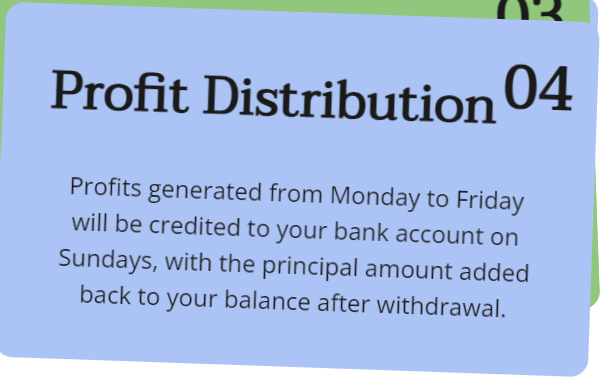 03
Profit Distribution 04
Profits generated from Monday to Friday
will be credited to your bank account on
Sundays, with the principal amount added
back to your balance after withdrawal.